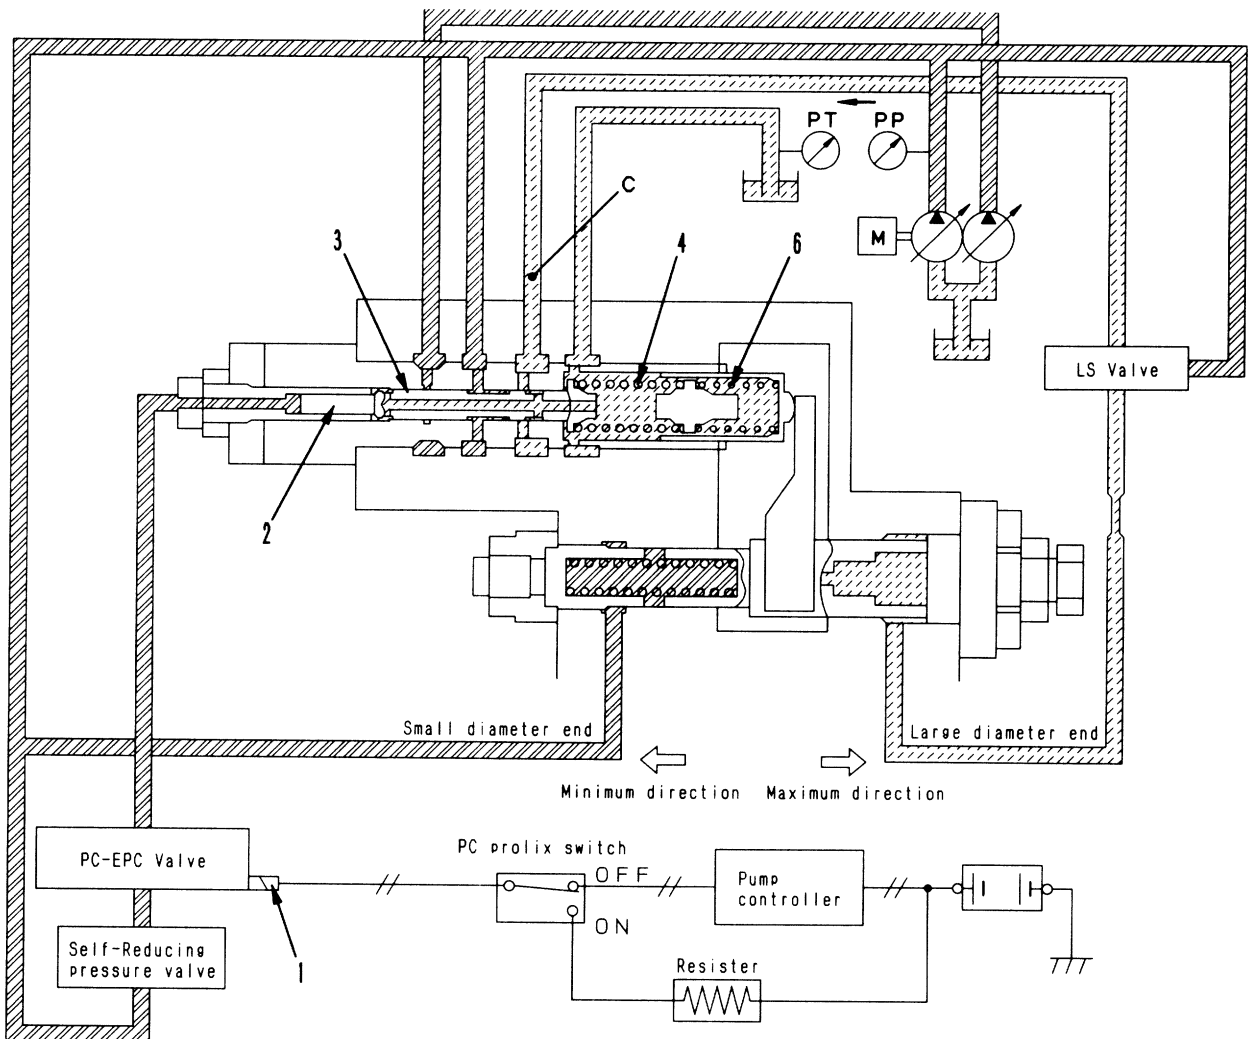 PT PP
C
3 4 6
M
LS Valve
2
Small diameter end
Large diameter end
Minimum direction Maximum direction
PC-EPC Valve
PC prolix switch
OFF
Pump
controller
ON
Self-Reducing
pressure valve
1
Resister